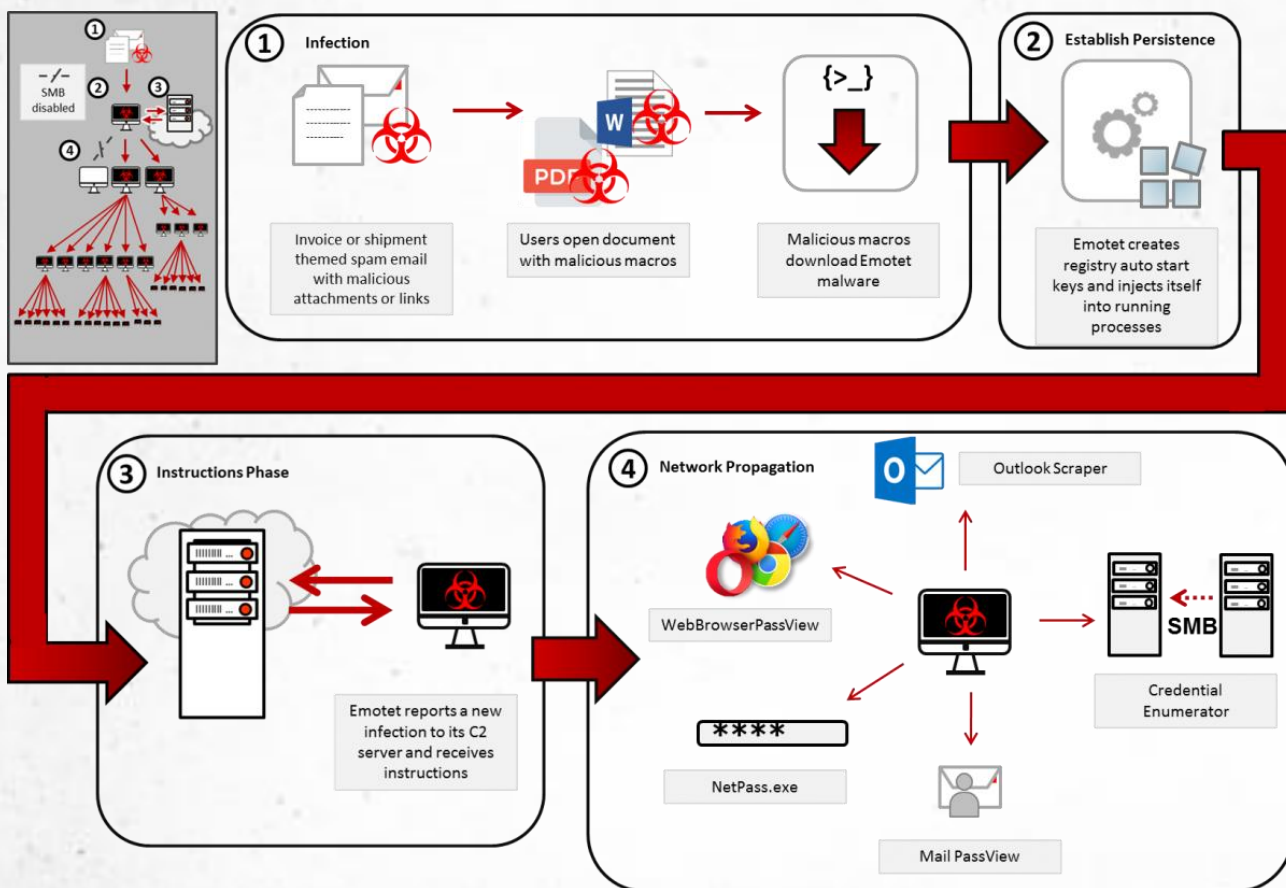 1
-/-
SMB
disabled
2
3
4
1 Infection
W
PDF
{>_}
Invoice or shipment
themed spam email
with malicious
attachments or links
Users open document
with malicious macros
Malicious macros
download Emotet
malware
2 Establish Persistence
Emotet creates
registry auto start
keys and injects itself
into running
processes
3 Instructions Phase
Emotet reports a new
infection to its C2
server and receives
instructions
4 Network Propagation
O
Outlook Scraper
WebBrowserPassView
SMB
Credential
Enumerator
****
NetPass.exe
Mail PassView